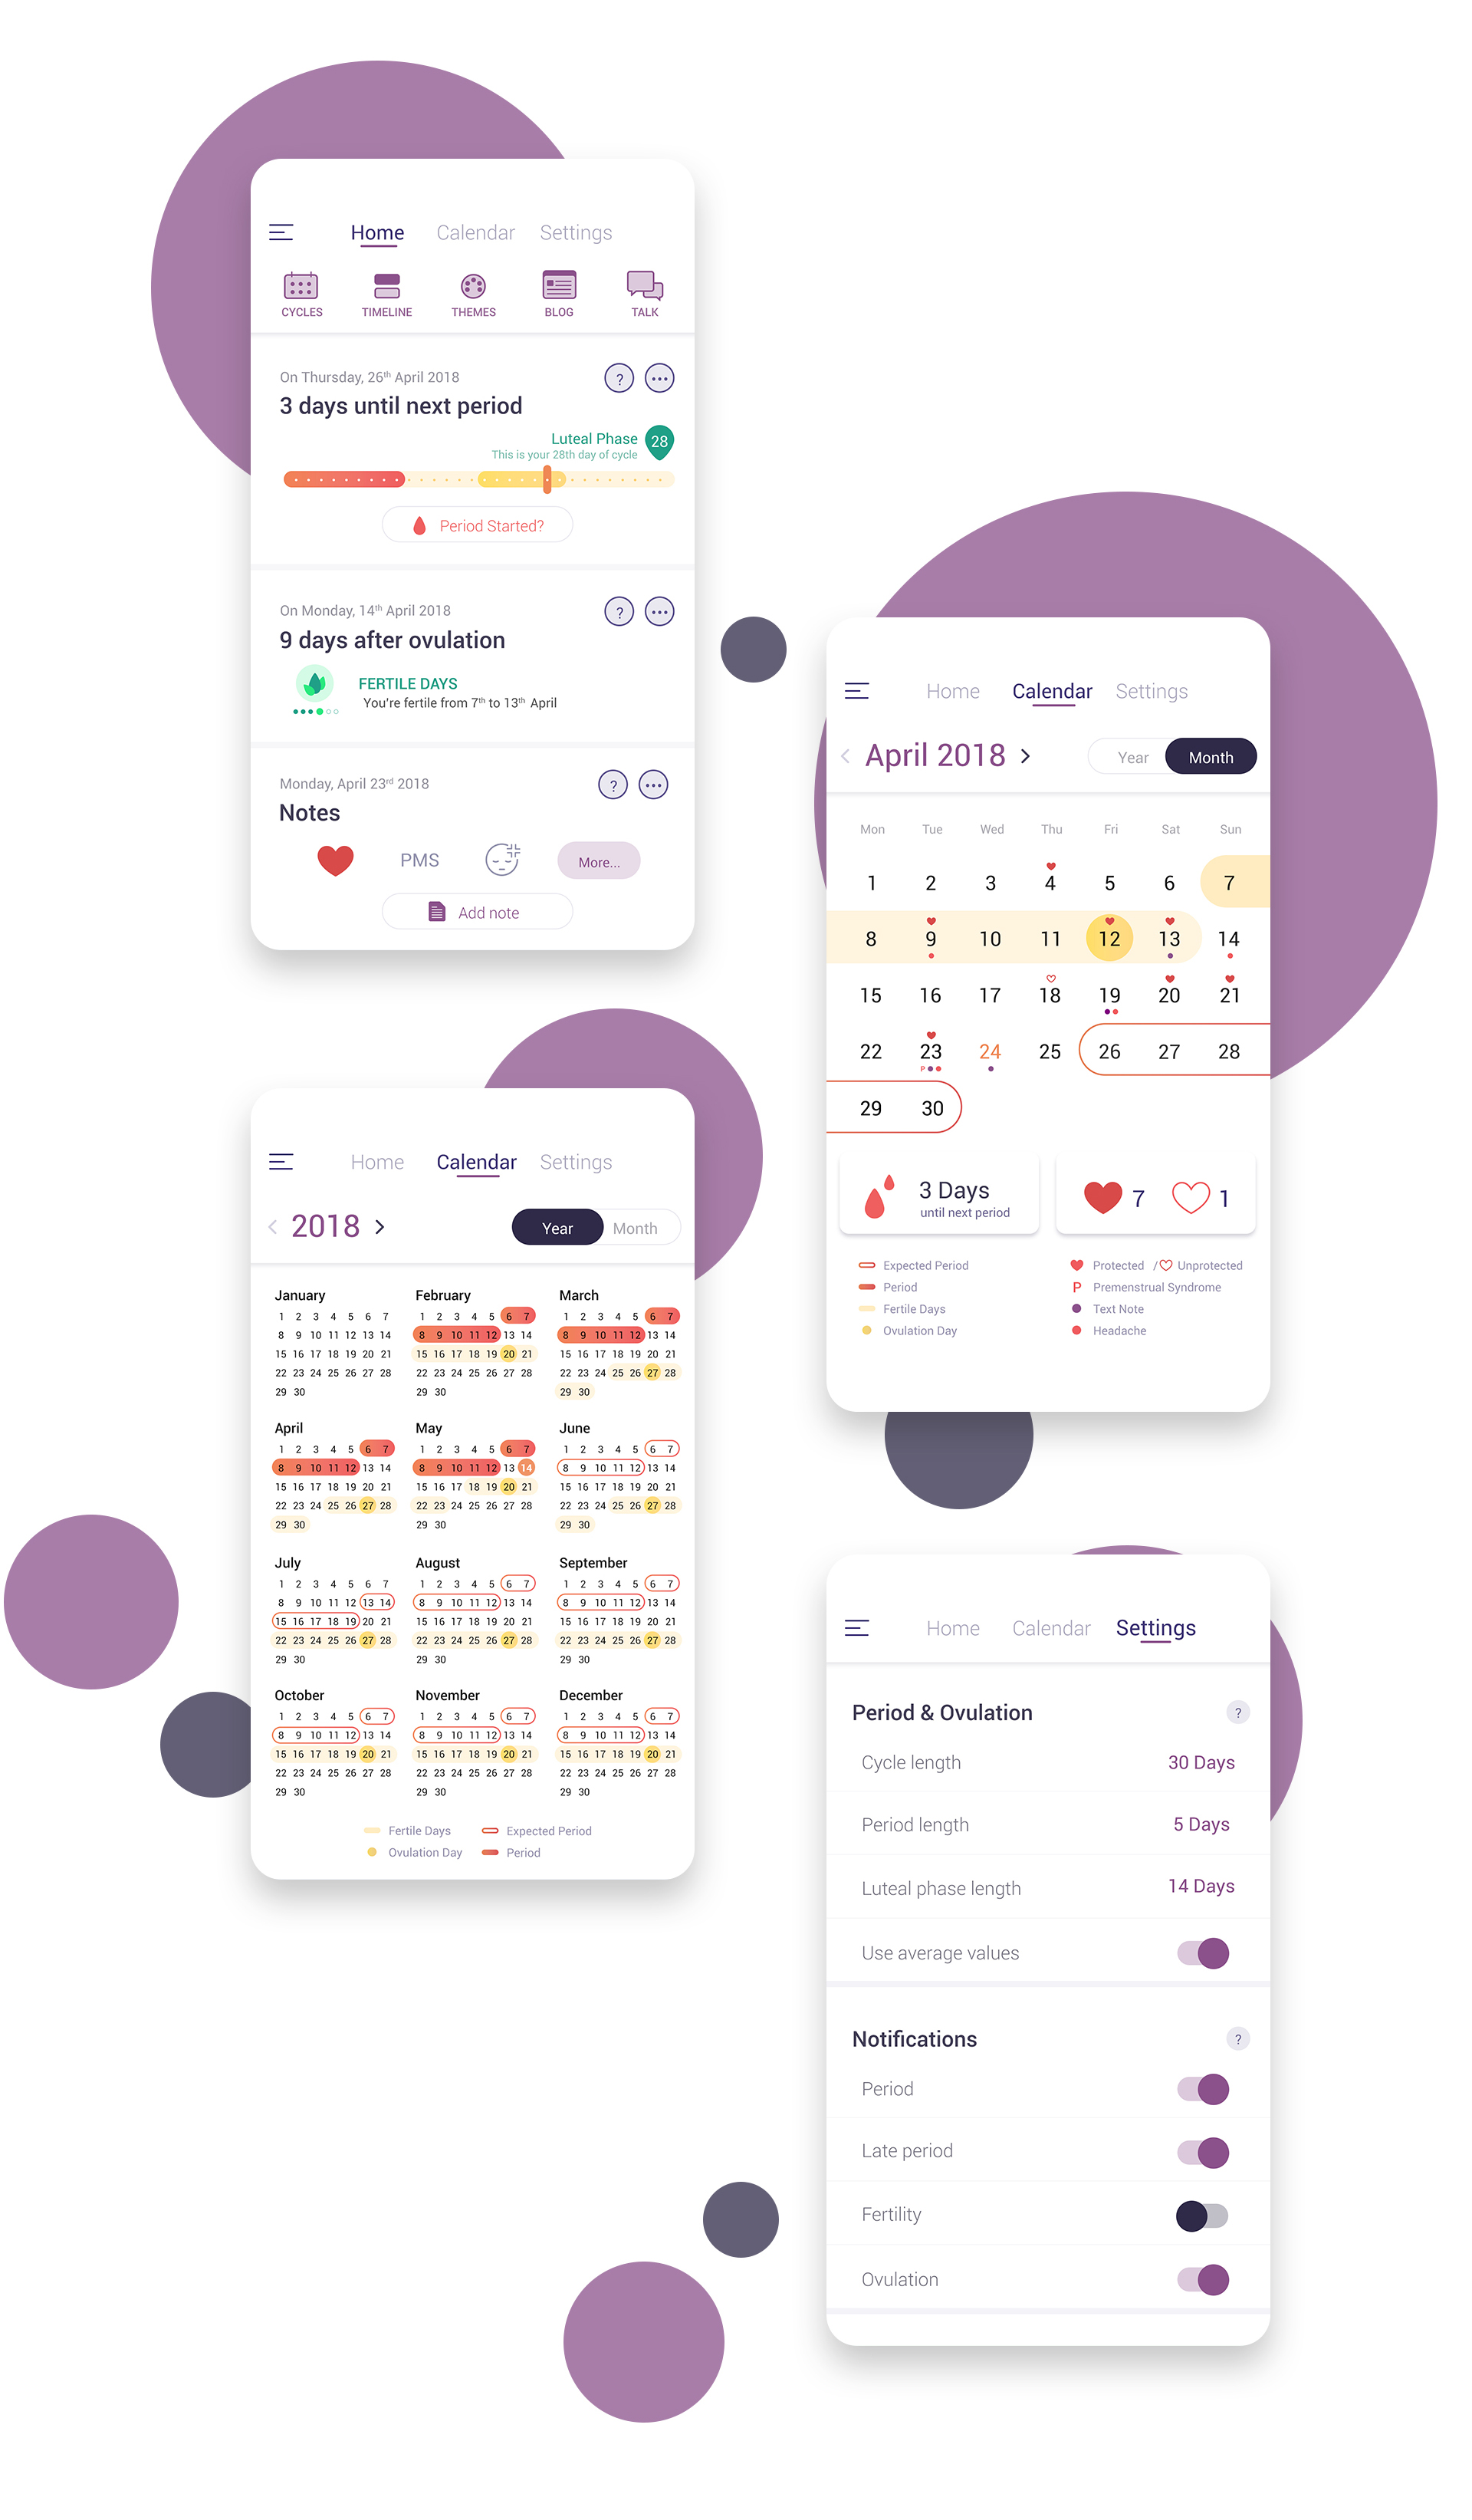 Home Calendar Settings
CYCLES TIMELINE THEMES BLOG TALK
On Thursday, 26th April 2018 ?
3 days until next period
Luteal Phase 28
This is your 28th day of cycle
Period Started?
On Monday, 14th April 2018 ?
9 days after ovulation
FERTILE DAYS
You're fertile from 7th to 13th April
Monday, April 23rd 2018 ?
Notes
PMS More...
Add note
Home Calendar Settings
April 2018 Year Month
Mon Tue Wed Thu Fri Sat Sun
1 2 3 4 5 6 7
8 9 10 11 12 13 14
15 16 17 18 19 20 21
22 23 24 25 26 27 28
P
29 30
3 Days 7 1
until next period
Expected Period Protected / Unprotected
Period P Premenstrual Syndrome
Fertile Days Text Note
Ovulation Day Headache
Home Calendar Settings
2018 Year Month
January February March
1 2 3 4 5 6 7 1 2 3 4 5 6 7 1 2 3 4 5 6 7
8 9 10 11 12 13 14 8 9 10 11 12 13 14 8 9 10 11 12 13 14
15 16 17 18 19 20 21 15 16 17 18 19 20 21 15 16 17 18 19 20 21
22 23 24 25 26 27 28 22 23 24 25 26 27 28 22 23 24 25 26 27 28
29 30 29 30 29 30
April May June
1 2 3 4 5 6 7 1 2 3 4 5 6 7 1 2 3 4 5 6 7
8 9 10 11 12 13 14 8 9 10 11 12 13 14 8 9 10 11 12 13 14
15 16 17 18 19 20 21 15 16 17 18 19 20 21 15 16 17 18 19 20 21
22 23 24 25 26 27 28 22 23 24 25 26 27 28 22 23 24 25 26 27 28
29 30 29 30 29 30
July August September
1 2 3 4 5 6 7 1 2 3 4 5 6 7 1 2 3 4 5 6 7
8 9 10 11 12 13 14 8 9 10 11 12 13 14 8 9 10 11 12 13 14
15 16 17 18 19 20 21 15 16 17 18 19 20 21 15 16 17 18 19 20 21
22 23 24 25 26 27 28 22 23 24 25 26 27 28 22 23 24 25 26 27 28
29 30 29 30 29 30
October November December
1 2 3 4 5 6 7 1 2 3 4 5 6 7 1 2 3 4 5 6 7
8 9 10 11 12 13 14 8 9 10 11 12 13 14 8 9 10 11 12 13 14
15 16 17 18 19 20 21 15 16 17 18 19 20 21 15 16 17 18 19 20 21
22 23 24 25 26 27 28 22 23 24 25 26 27 28 22 23 24 25 26 27 28
29 30 29 30 29 30
Fertile Days Expected Period
Ovulation Day Period
Home Calendar Settings
Period & Ovulation ?
Cycle length 30 Days
Period length 5 Days
Luteal phase length 14 Days
Use average values
Notifications ?
Period
Late period
Fertility
Ovulation